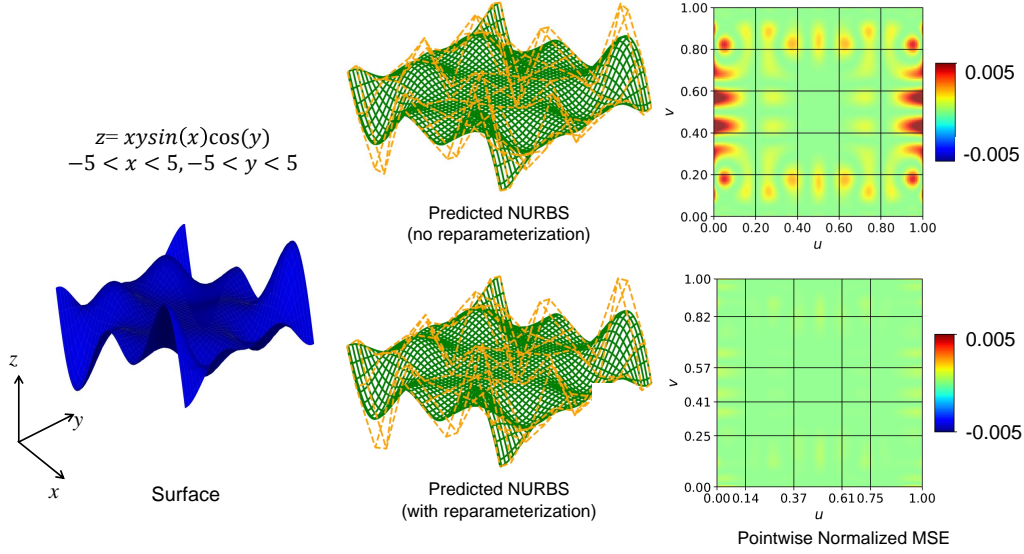 z= xysin(x)cos(y)
−5 < x < 5, −5 < y < 5
z
y
x
Surface
Predicted NURBS
(no reparameterization)
Predicted NURBS
(with reparameterization)
1.00
0.80
0.60
0.40
0.20
0.00
v
0.00 0.20 0.40 0.60 0.80 1.00
u
0.005
-0.005
1.00
0.82
0.57
0.41
0.25
0.00
v
0.00 0.14 0.37 0.61 0.75 1.00
u
0.005
-0.005
Pointwise Normalized MSE